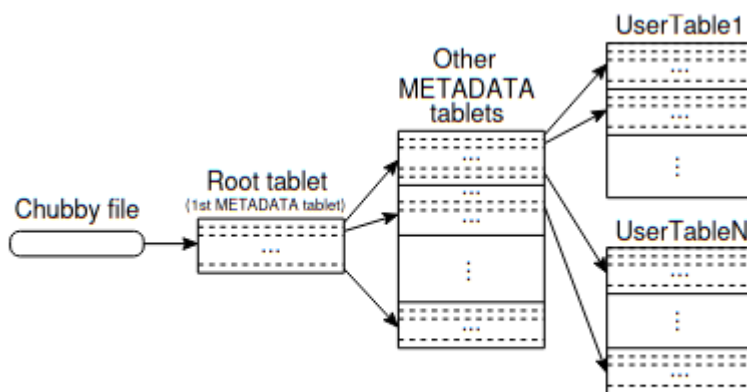 Chubby file
Root tablet
(1st METADATA tablet)
...
Other
METADATA
tablets
...
...
...
...
UserTable1
...
...
UserTableN
...
...